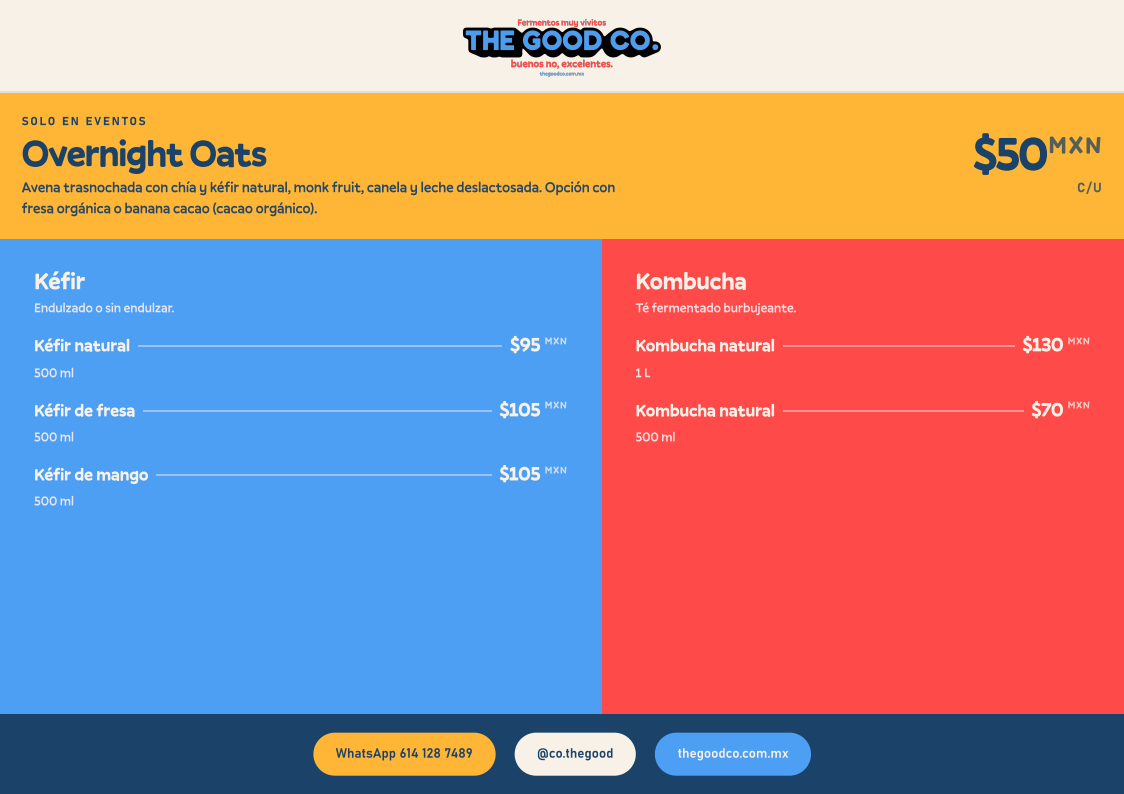 Fermentos muy vivitos
THE GOOD CO.
buenos no, excelentes.
thegoodco.com.mx
SOLO EN EVENTOS
Overnight Oats
$50 MXN
C/U
Avena trasnochada con chía y kéfir natural, monk fruit, canela y leche deslactosada. Opción con
fresa orgánica o banana cacao (cacao orgánico).
Kéfir
Endulzado o sin endulzar.
Kéfir natural $95 MXN
500 ml
Kéfir de fresa $105 MXN
500 ml
Kéfir de mango $105 MXN
500 ml
Kombucha
Té fermentado burbujeante.
Kombucha natural $130 MXN
1 L
Kombucha natural $70 MXN
500 ml
WhatsApp 614 128 7489
@co.thegood
thegoodco.com.mx